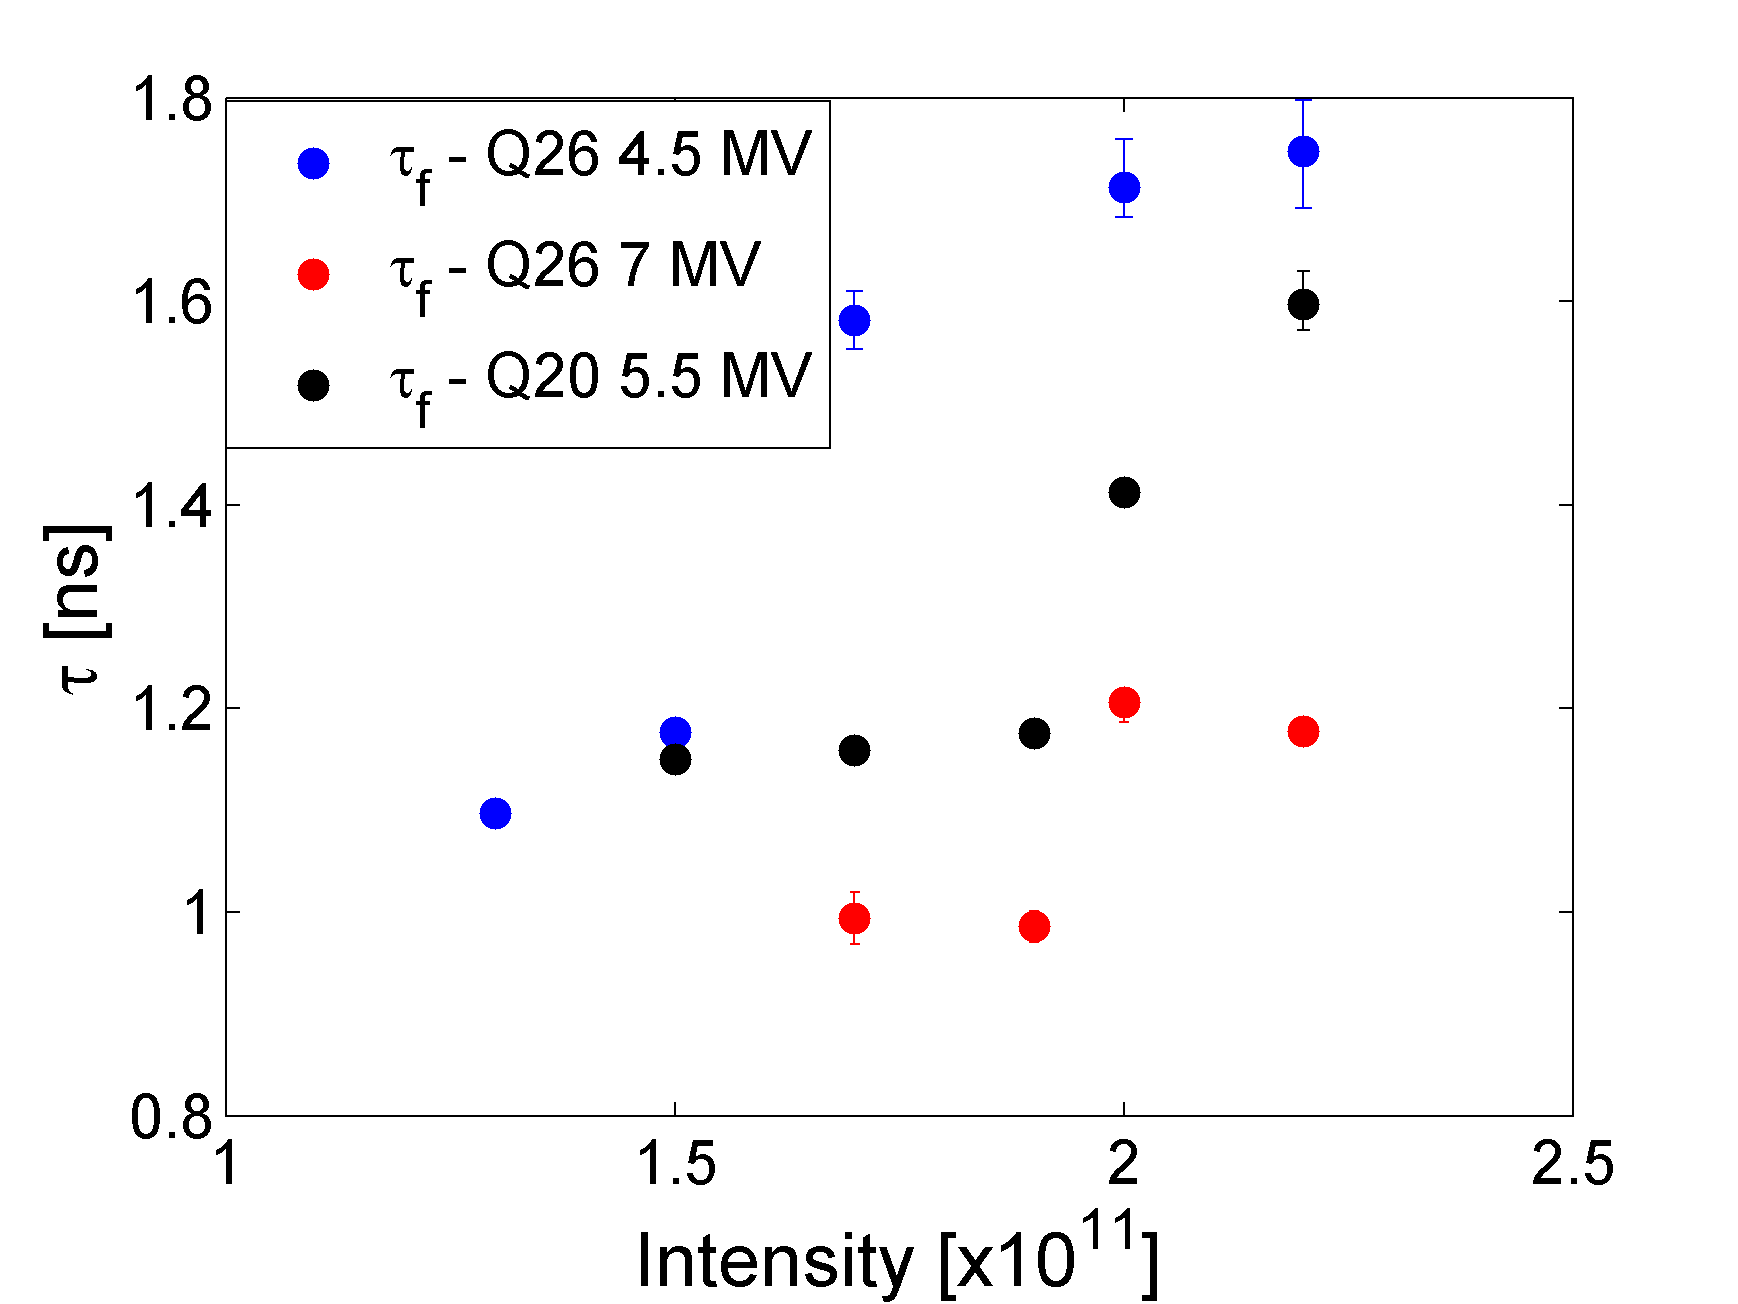 1.8
1.6
1.4
1.2
1
0.8
τ [ns]
τf - Q26 4.5 MV
τf - Q26 7 MV
τf - Q20 5.5 MV
1
1.5
2
2.5
Intensity [x10^11]